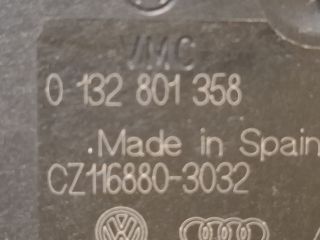 VMC
0 132 801 358
.Made in Spain
CZ116880-3032